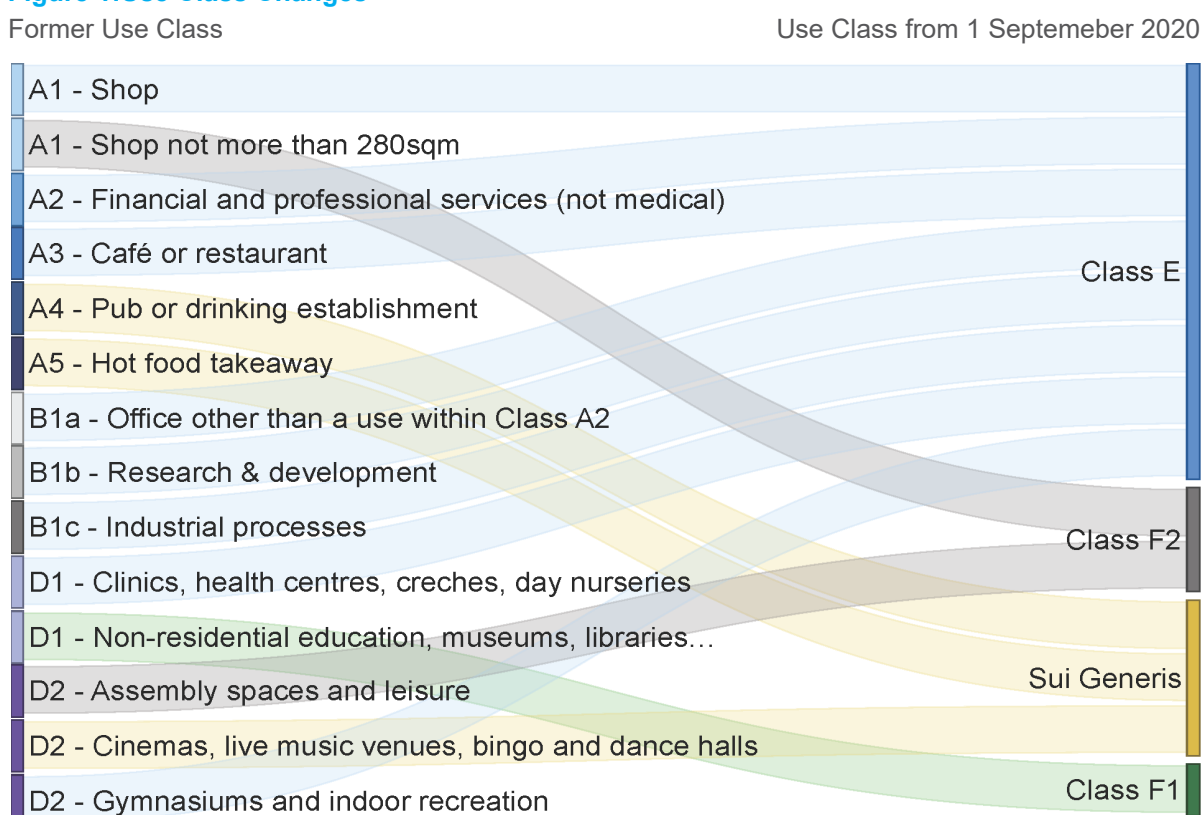 Former Use Class
Use Class from 1 Septemeber 2020
A1 - Shop
A1 - Shop not more than 280sqm
A2 - Financial and professional services (not medical)
A3 - Café or restaurant
Class E
A4 - Pub or drinking establishment
A5 - Hot food takeaway
B1a - Office other than a use within Class A2
B1b - Research & development
B1c - Industrial processes
Class F2
D1 - Clinics, health centres, creches, day nurseries
D1 - Non-residential education, museums, libraries…
Sui Generis
D2 - Assembly spaces and leisure
D2 - Cinemas, live music venues, bingo and dance halls
Class F1
D2 - Gymnasiums and indoor recreation